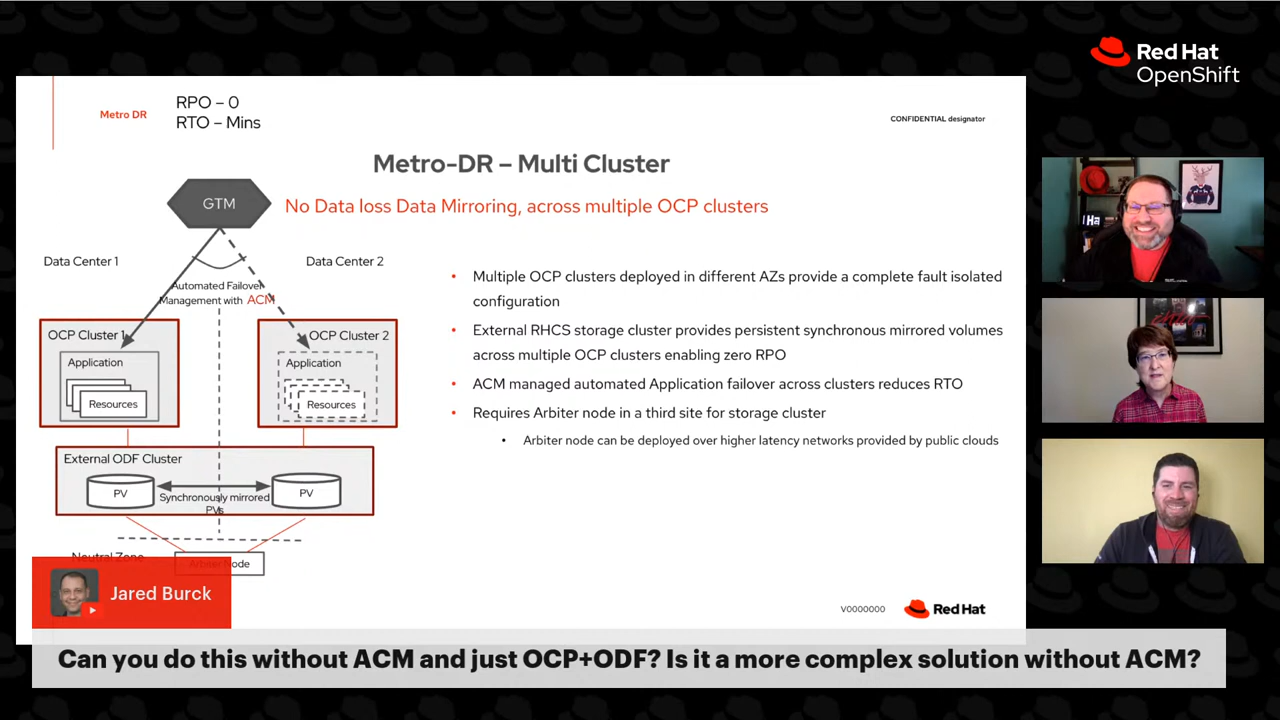 Red Hat
OpenShift
Metro DR
RPO – 0
RTO – Mins
CONFIDENTIAL designator
Metro-DR – Multi Cluster
No Data loss Data Mirroring, across multiple OCP clusters
GTM
Data Center 1
Data Center 2
Automated Failover
Management with ACM
OCP Cluster 1
Application
Resources
OCP Cluster 2
Application
Resources
External ODF Cluster
PV
Synchronously mirrored
PVs
PV
Neutral Zone
Arbiter Node
• Multiple OCP clusters deployed in different AZs provide a complete fault isolated
configuration
• External RHCS storage cluster provides persistent synchronous mirrored volumes
across multiple OCP clusters enabling zero RPO
• ACM managed automated Application failover across clusters reduces RTO
• Requires Arbiter node in a third site for storage cluster
• Arbiter node can be deployed over higher latency networks provided by public clouds
V0000000
Red Hat
Jared Burck
Can you do this without ACM and just OCP+ODF? Is it a more complex solution without ACM?